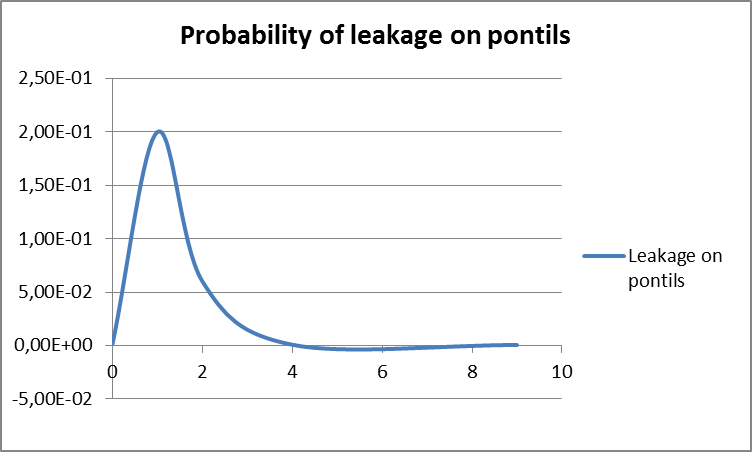 Probability of leakage on pontils
2,50E-01
2,00E-01
1,50E-01
1,00E-01
5,00E-02
0,00E+00
-5,00E-02
0 2 4 6 8 10
Leakage on
pontils